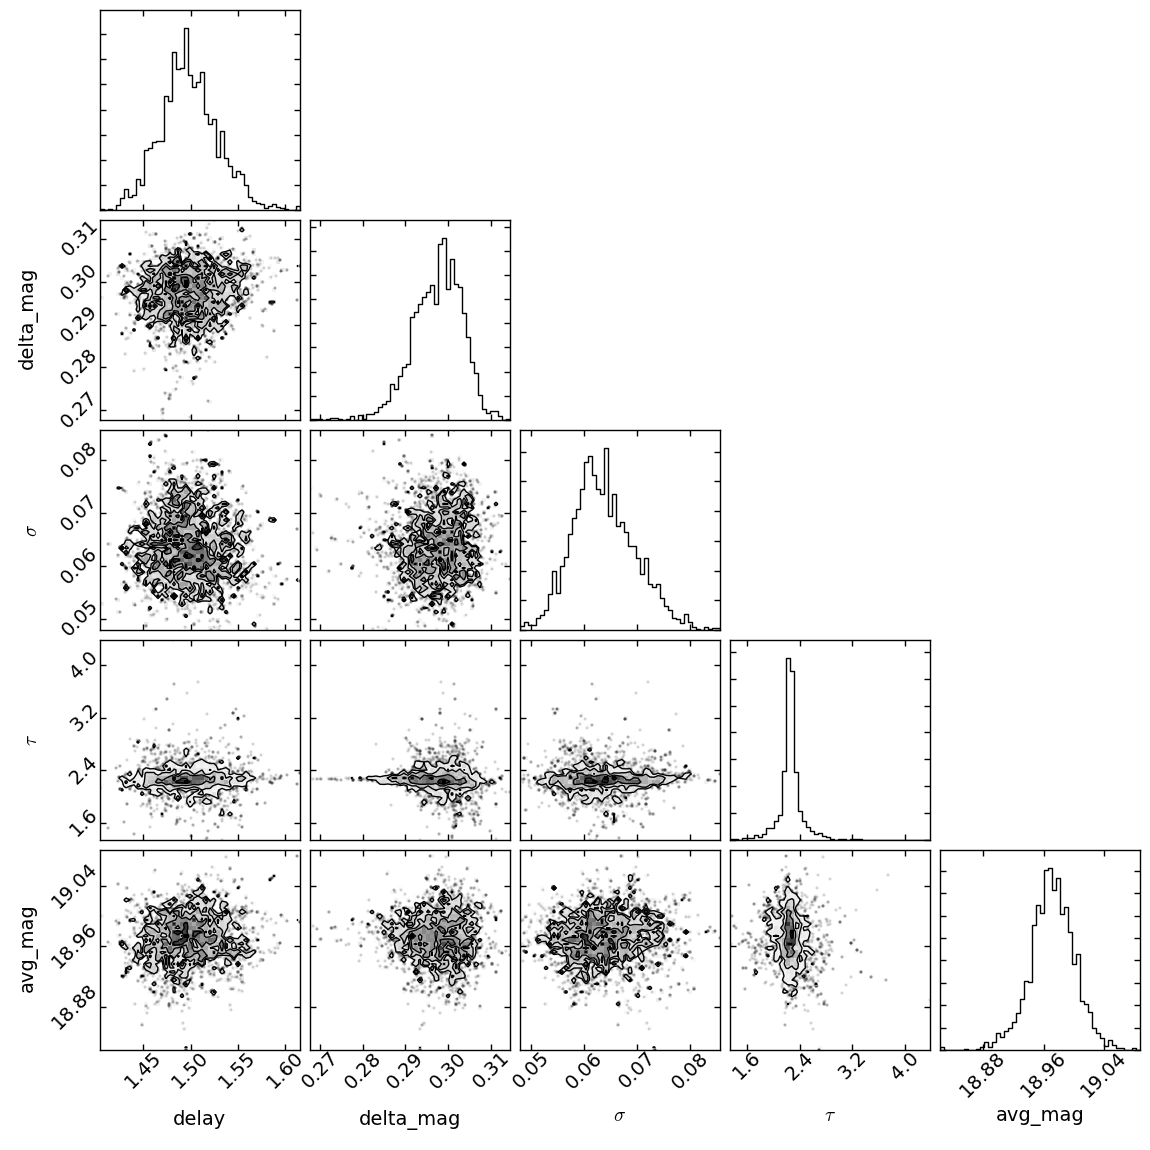 0.31
0.30
0.29
0.28
0.27
delta_mag
0.08
0.07
0.06
0.05
σ
4.0
3.2
2.4
1.6
τ
19.04
18.96
18.88
avg_mag
1.45 1.50 1.55 1.60
0.27 0.28 0.29 0.30 0.31
0.05 0.06 0.07 0.08
1.6 2.4 3.2 4.0
18.88 18.96 19.04
delay
delta_mag
σ
τ
avg_mag